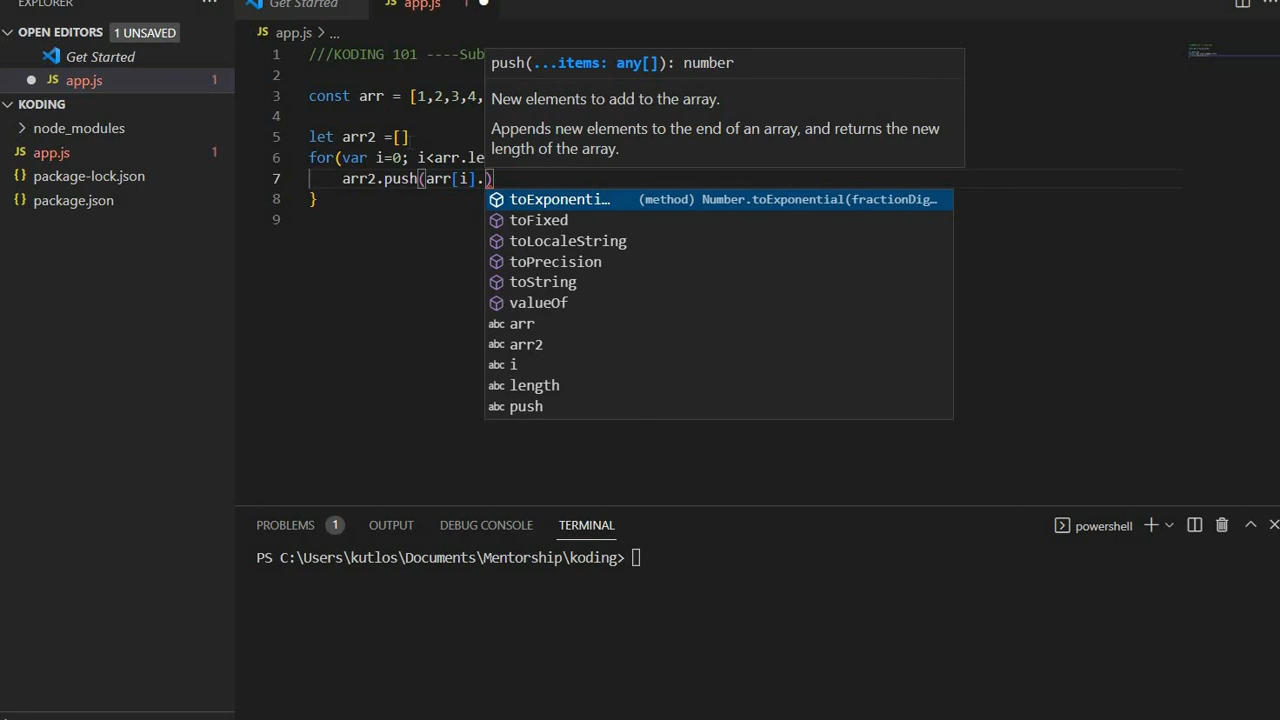 EXPLORER
OPEN EDITORS 1 UNSAVED
Get Started
JS app.js 1
KODING
node_modules
JS app.js 1
package-lock.json
package.json
Get Started
JS app.js 1
JS app.js > ...
1 ///KODING 101 ----Sub
2
3 const arr = [1,2,3,4,
4
5 let arr2 =[]
6 for(var i=0; i<arr.le
7 arr2.push(arr[i].)
8 }
9
push(...items: any[]): number
New elements to add to the array.
Appends new elements to the end of an array, and returns the new
length of the array.
toExponenti... (method) Number.toExponential(fractionDig...
toFixed
toLocaleString
toPrecision
toString
valueOf
abc arr
abc arr2
abc i
abc length
abc push
PROBLEMS 1 OUTPUT DEBUG CONSOLE TERMINAL
powershell
PS C:\Users\kutlos\Documents\Mentorship\koding>